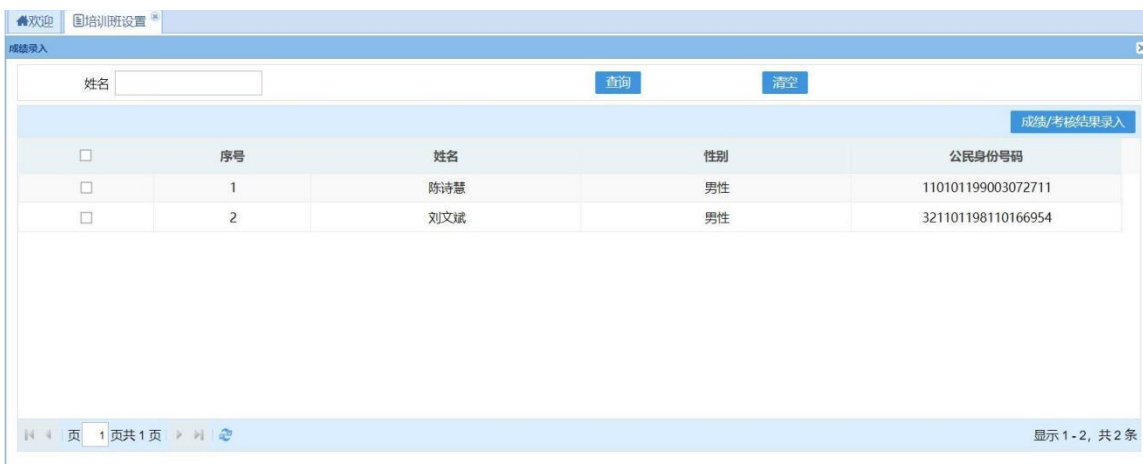 欢迎 培训班设置
成绩录入
姓名 查询 清空
成绩/考核结果录入
序号 姓名 性别 公民身份号码
1 陈诗慧 男性 110101199003072711
2 刘文斌 男性 321101198110166954
页 1 页共 1 页 显示 1 - 2, 共 2 条